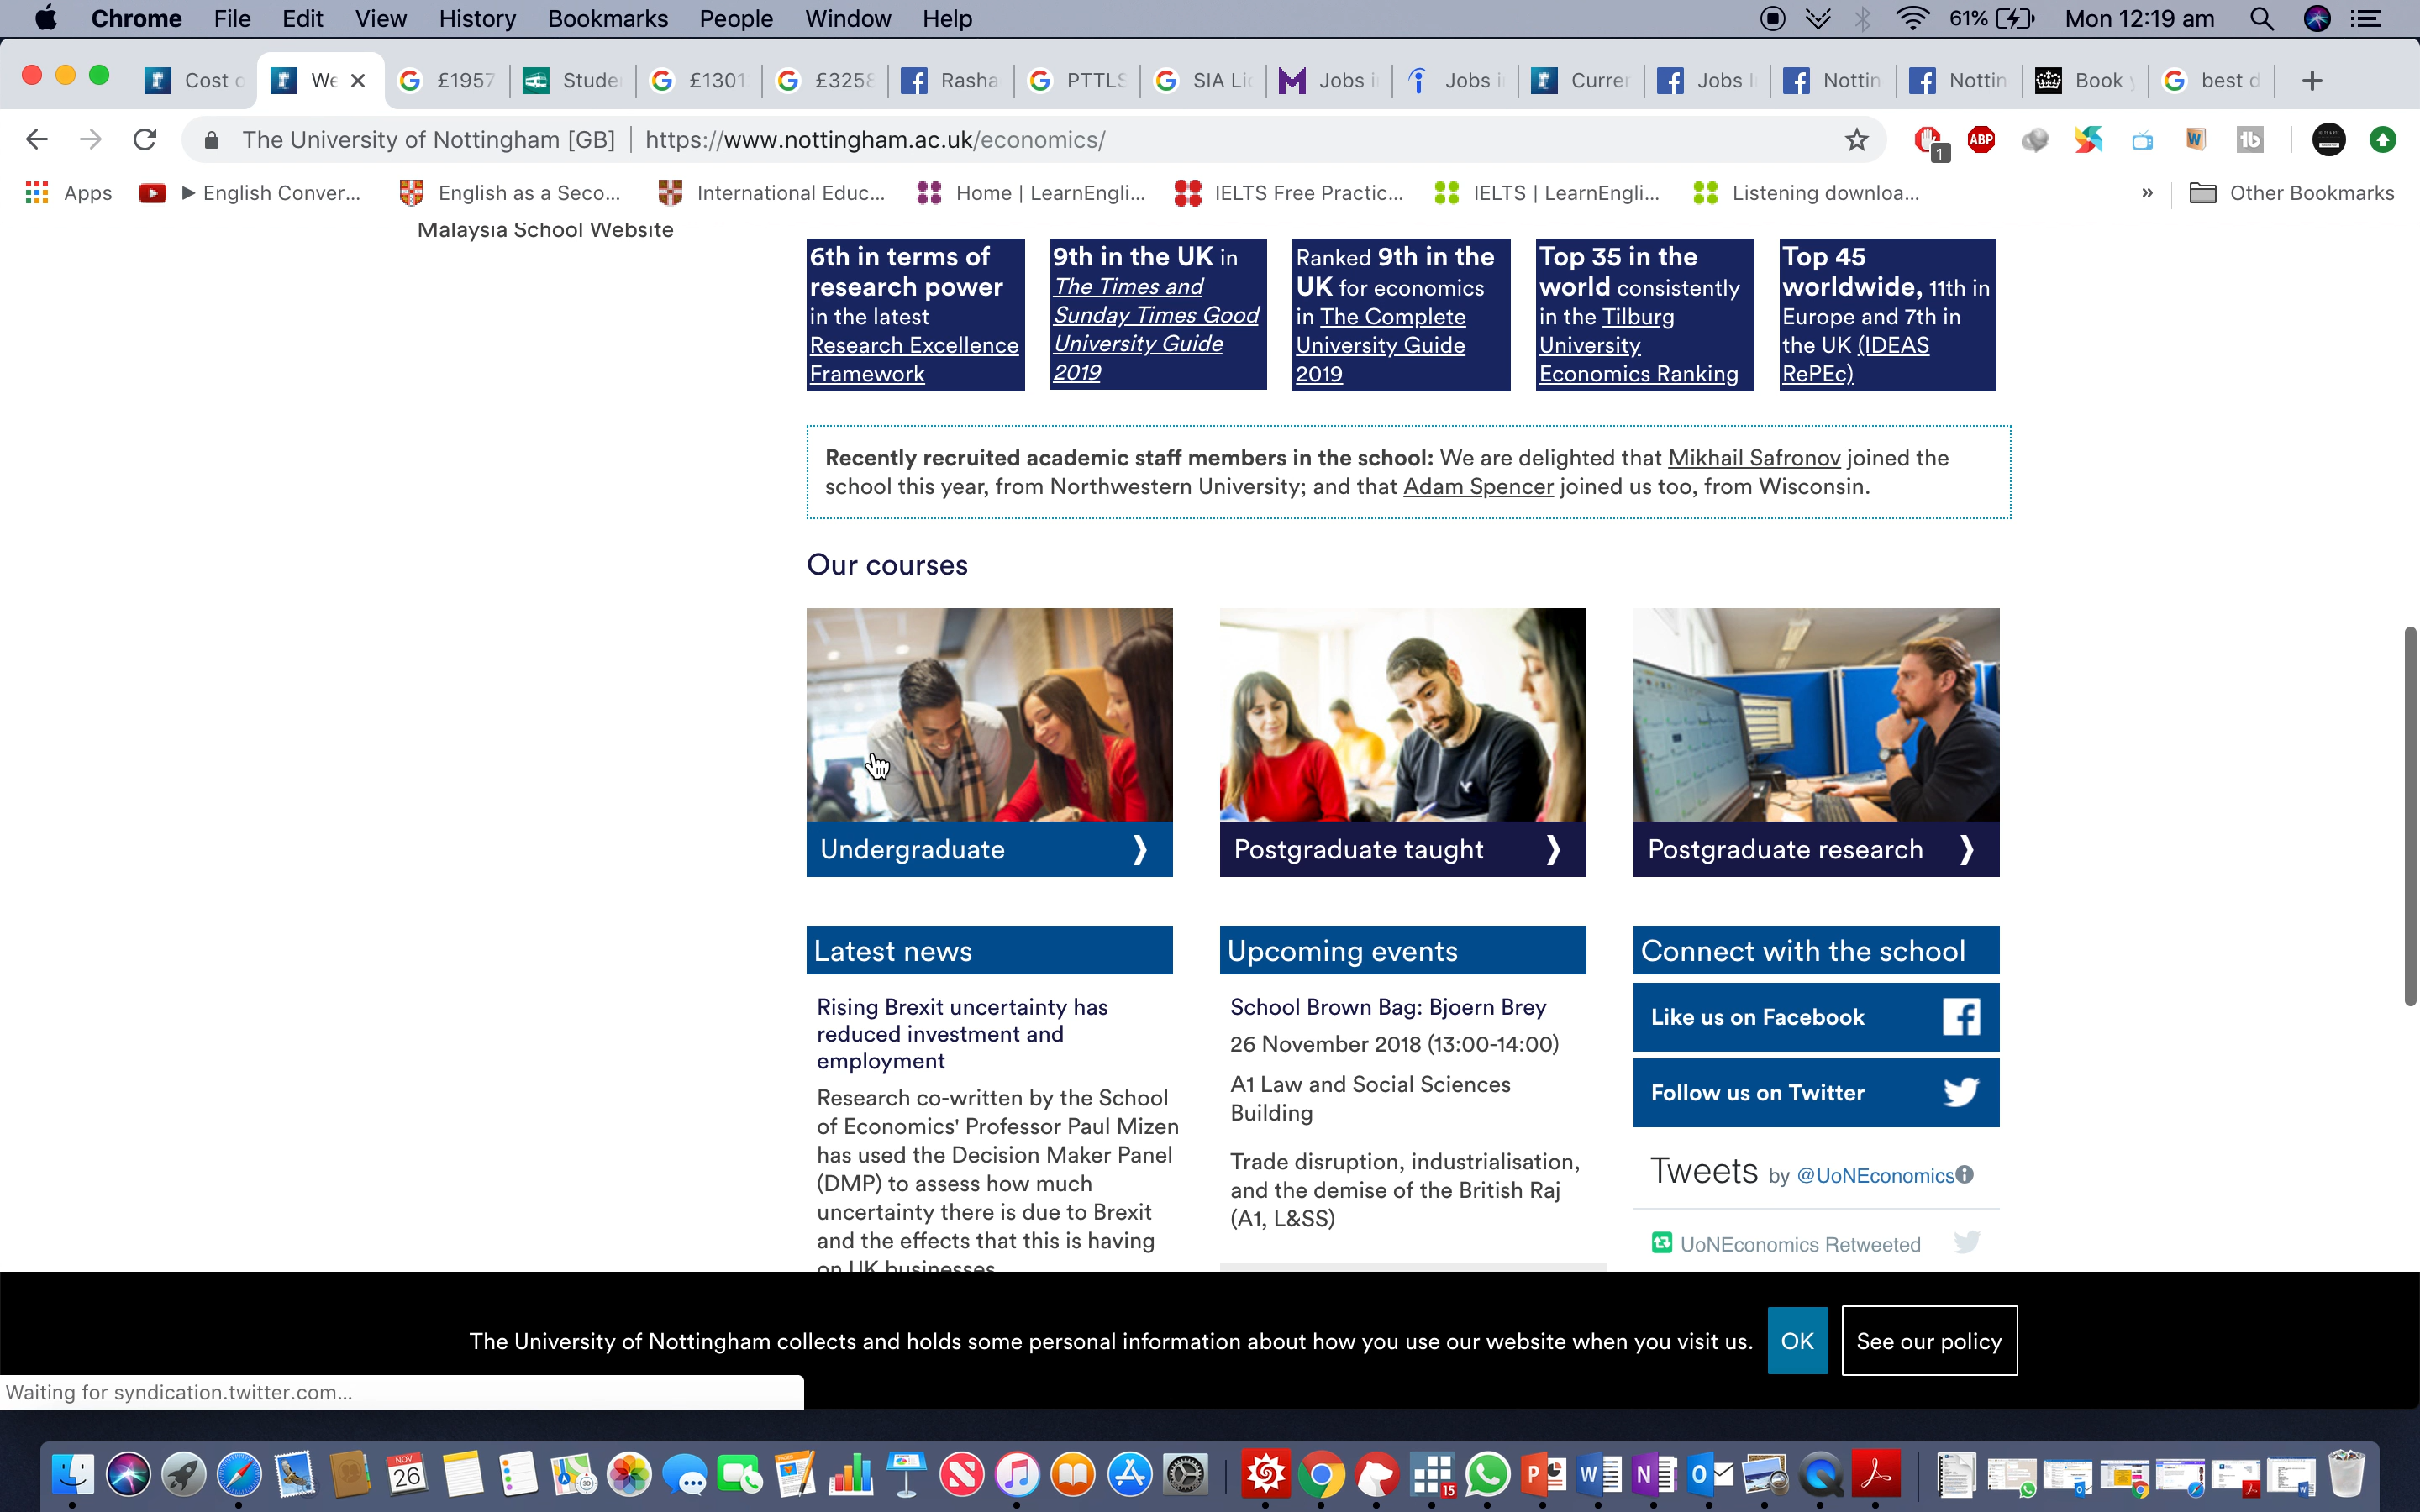 Chrome File Edit View History Bookmarks People Window Help 61% Mon 12:19 am
Cost o We £1957 Stude £1301 £3258 Rasha PTTLS SIA Li Jobs i Jobs i Curre Jobs I Nottin Nottin Book y best d
The University of Nottingham [GB] https://www.nottingham.ac.uk/economics/ 1 ABP
Apps ▶ English Conver... English as a Seco... International Educ... Home | LearnEngli... IELTS Free Practic... IELTS | LearnEngli... Listening downloa... » Other Bookmarks
Malaysia School Website
6th in terms of
research power
in the latest
Research Excellence
Framework
9th in the UK in
The Times and
Sunday Times Good
University Guide
2019
Ranked 9th in the
UK for economics
in The Complete
University Guide
2019
Top 35 in the
world consistently
in the Tilburg
University
Economics Ranking
Top 45
worldwide, 11th in
Europe and 7th in
the UK (IDEAS
RePEc)
Recently recruited academic staff members in the school: We are delighted that Mikhail Safronov joined the
school this year, from Northwestern University; and that Adam Spencer joined us too, from Wisconsin.
Our courses
Undergraduate
Postgraduate taught
Postgraduate research
Latest news
Rising Brexit uncertainty has
reduced investment and
employment
Research co-written by the School
of Economics' Professor Paul Mizen
has used the Decision Maker Panel
(DMP) to assess how much
uncertainty there is due to Brexit
and the effects that this is having
on UK businesses
Upcoming events
School Brown Bag: Bjoern Brey
26 November 2018 (13:00-14:00)
A1 Law and Social Sciences
Building
Trade disruption, industrialisation,
and the demise of the British Raj
(A1, L&SS)
Connect with the school
Like us on Facebook
Follow us on Twitter
Tweets by @UoNEconomics
UoNEconomics Retweeted
The University of Nottingham collects and holds some personal information about how you use our website when you visit us. OK See our policy
Waiting for syndication.twitter.com...
NOV
26
15